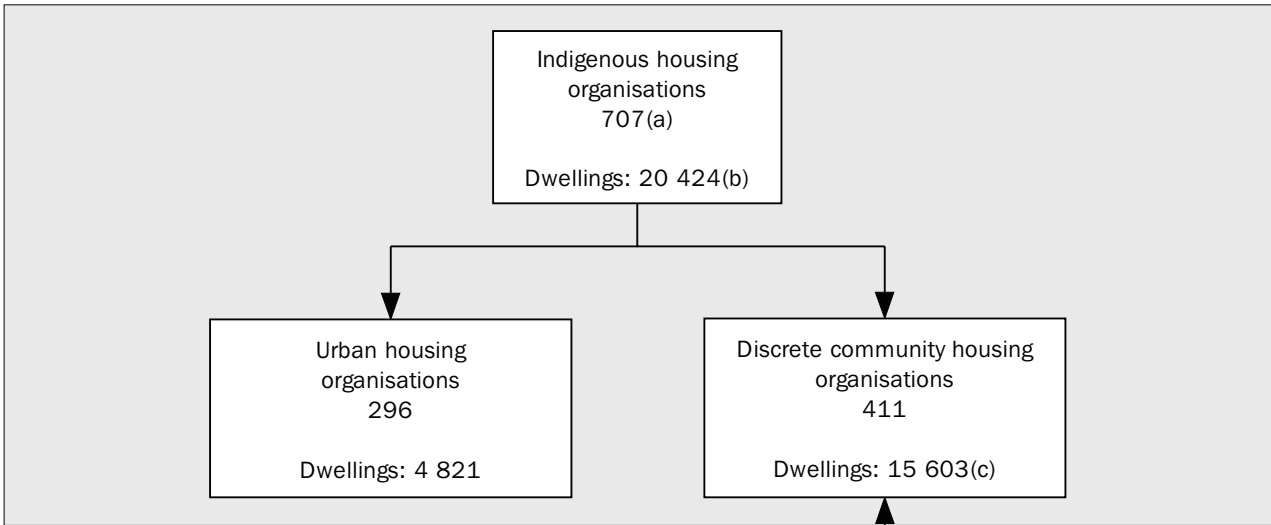 Indigenous housing
organisations
707(a)
Dwellings: 20 424(b)
Urban housing
organisations
296
Dwellings: 4 821
Discrete community housing
organisations
411
Dwellings: 15 603(c)